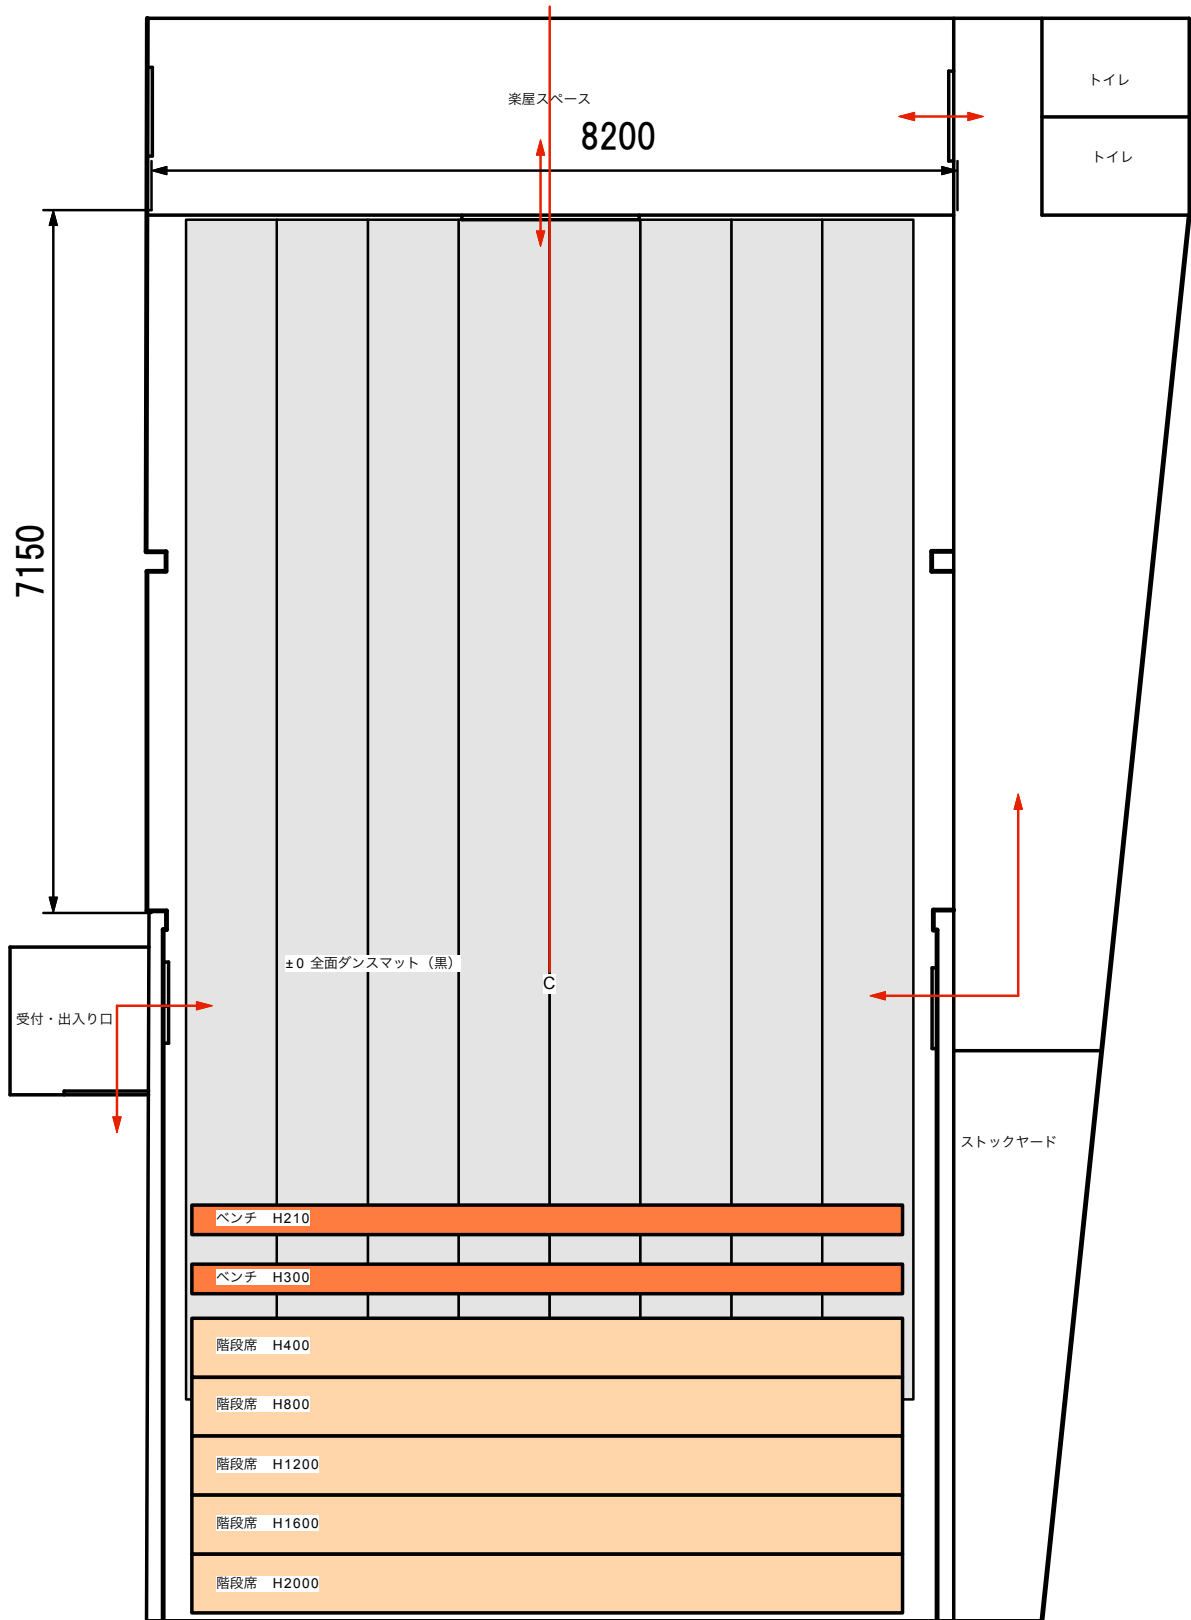 トイレ
楽屋スペース
8200
トイレ
7150
±0 全面ダンスマット（黒）
C
受付・出入り口
ストックヤード
ベンチ　H210
ベンチ　H300
階段席　H400
階段席　H800
階段席　H1200
階段席　H1600
階段席　H2000